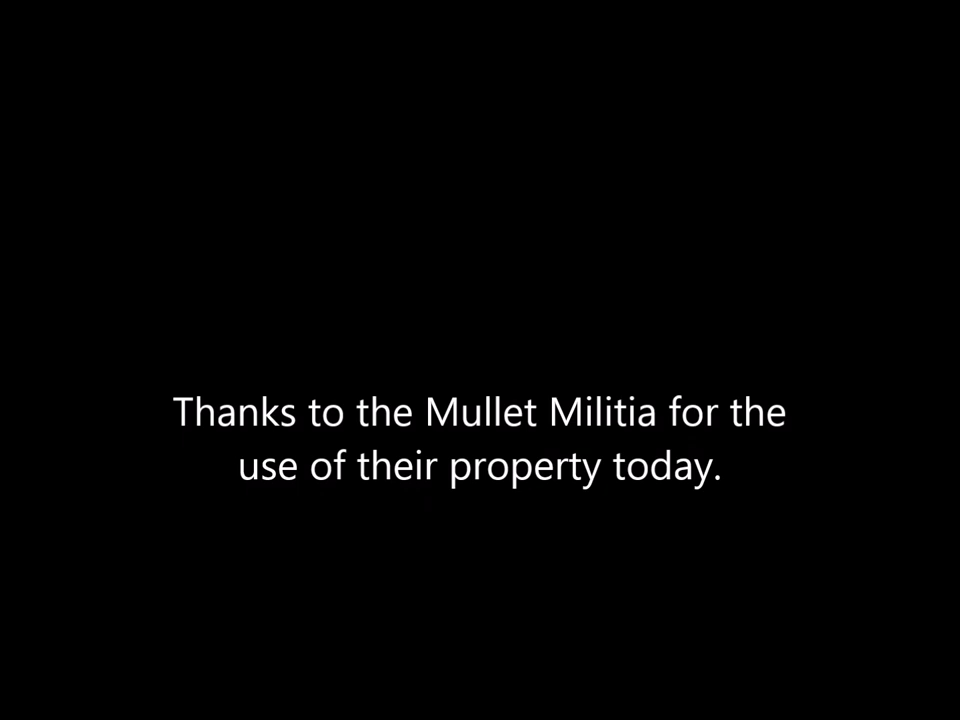 Thanks to the Mullet Militia for the
use of their property today.